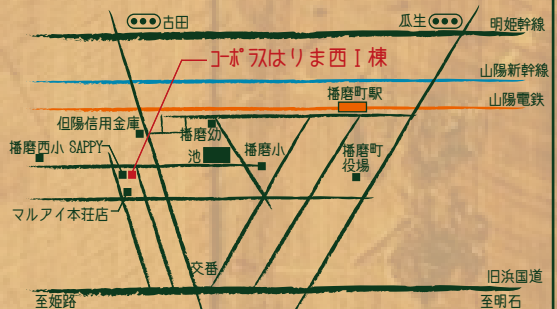 古田
瓜生
明姫幹線
コーポラスはりま西Ⅰ棟
山陽新幹線
播磨町駅
山陽電鉄
但陽信用金庫
播磨幼
播磨西小 SAPPY
池
播磨小
播磨町
役場
マルアイ本荘店
交番
旧浜国道
至姫路
至明石